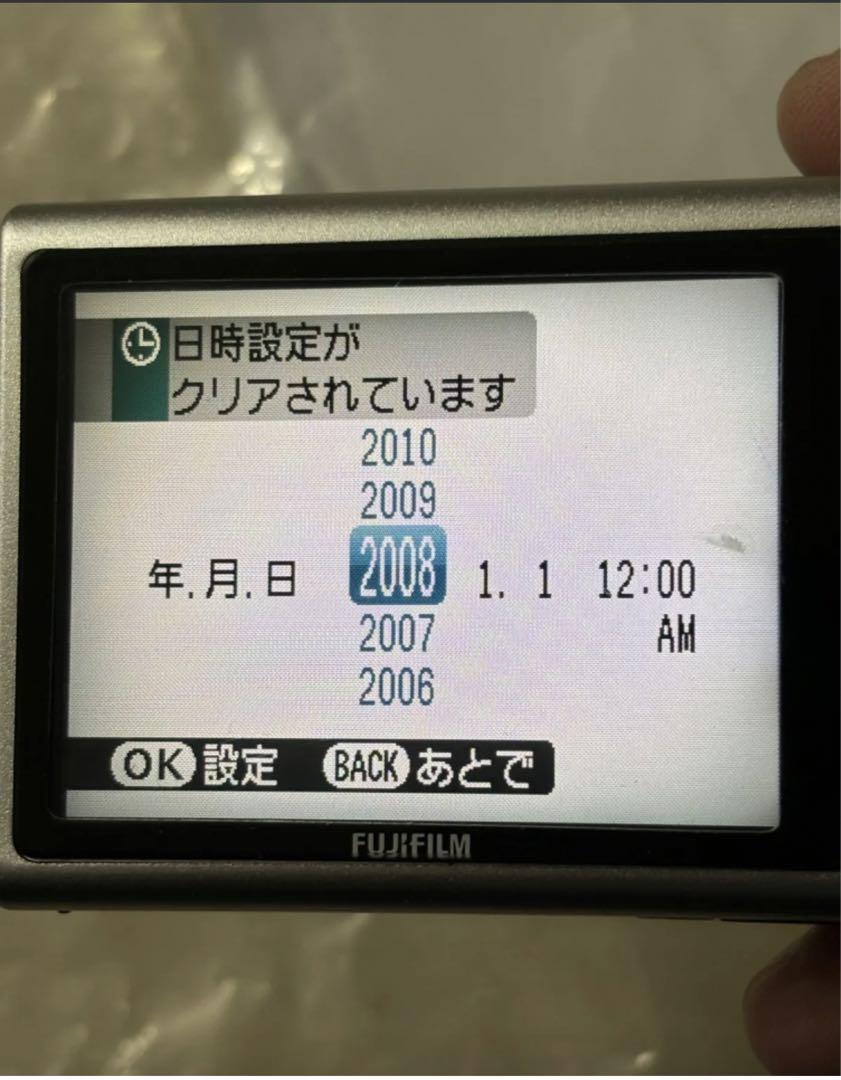 日時設定が
クリアされています
2010
2009
年.月.日 2008 1. 1 12:00
2007 AM
2006
OK 設定 BACK あとで
FUJIFILM